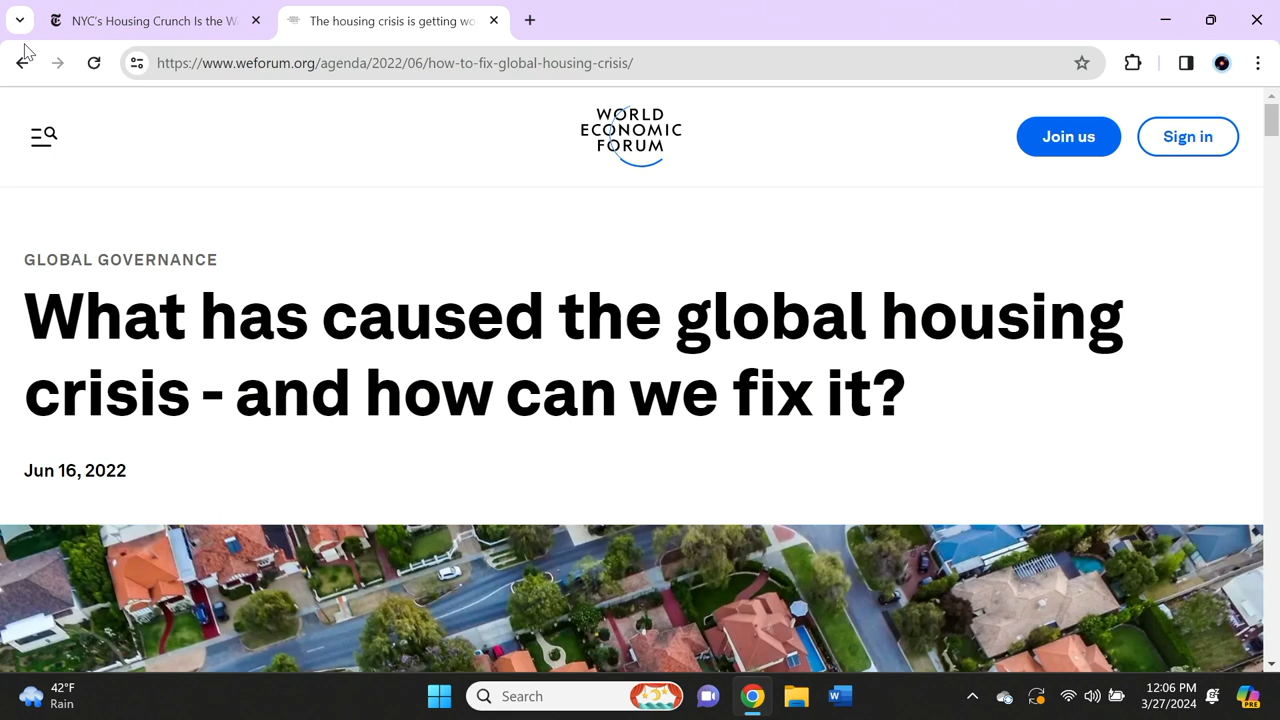 NYC's Housing Crunch Is the W
The housing crisis is getting wo
https://www.weforum.org/agenda/2022/06/how-to-fix-global-housing-crisis/
WORLD
ECONOMIC
FORUM
Join us
Sign in
GLOBAL GOVERNANCE
What has caused the global housing
crisis - and how can we fix it?
Jun 16, 2022
42°F
Rain
Search
12:06 PM
3/27/2024